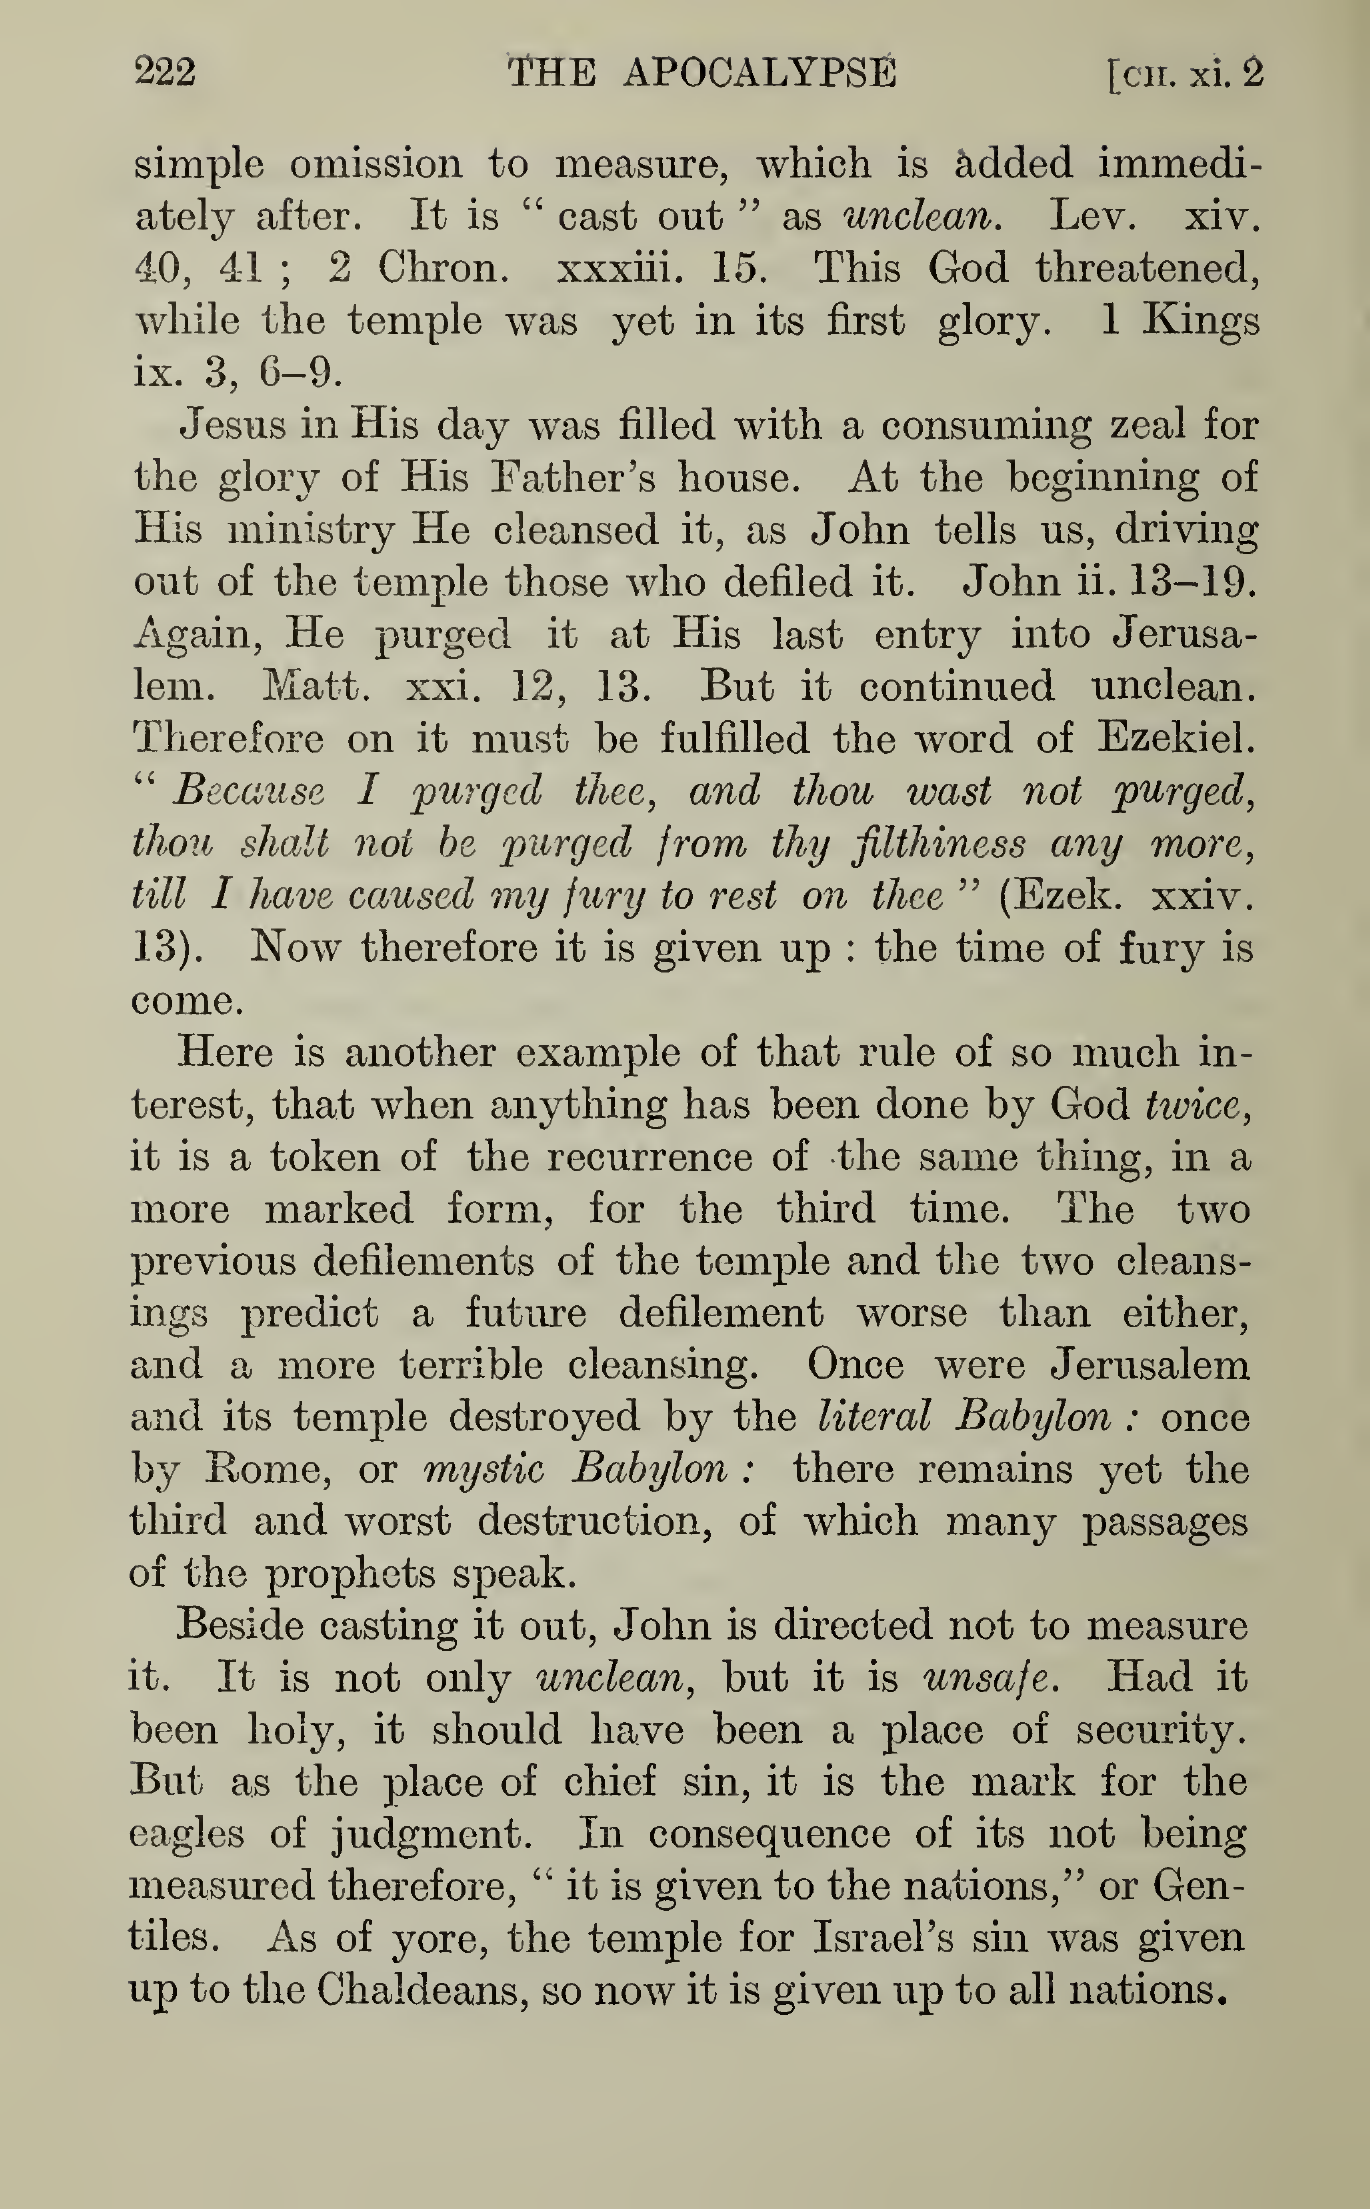 222 THE APOCALYPSE [CH. xi. 2
simple omission to measure, which is added immedi-
ately after. It is “ cast out ” as unclean. Lev. xiv.
40, 41 ; 2 Chron. xxxiii. 15. This God threatened,
while the temple was yet in its first glory. 1 Kings
ix. 3, 6–9.
Jesus in His day was filled with a consuming zeal for
the glory of His Father’s house. At the beginning of
His ministry He cleansed it, as John tells us, driving
out of the temple those who defiled it. John ii. 13–19.
Again, He purged it at His last entry into Jerusa-
lem. Matt. xxi. 12, 13. But it continued unclean.
Therefore on it must be fulfilled the word of Ezekiel.
“ Because I purged thee, and thou wast not purged,
thou shalt not be purged from thy filthiness any more,
till I have caused my fury to rest on thee ” (Ezek. xxiv.
13). Now therefore it is given up : the time of fury is
come.
Here is another example of that rule of so much in-
terest, that when anything has been done by God twice,
it is a token of the recurrence of the same thing, in a
more marked form, for the third time. The two
previous defilements of the temple and the two cleans-
ings predict a future defilement worse than either,
and a more terrible cleansing. Once were Jerusalem
and its temple destroyed by the literal Babylon : once
by Rome, or mystic Babylon : there remains yet the
third and worst destruction, of which many passages
of the prophets speak.
Beside casting it out, John is directed not to measure
it. It is not only unclean, but it is unsafe. Had it
been holy, it should have been a place of security.
But as the place of chief sin, it is the mark for the
eagles of judgment. In consequence of its not being
measured therefore, “ it is given to the nations,” or Gen-
tiles. As of yore, the temple for Israel’s sin was given
up to the Chaldeans, so now it is given up to all nations.